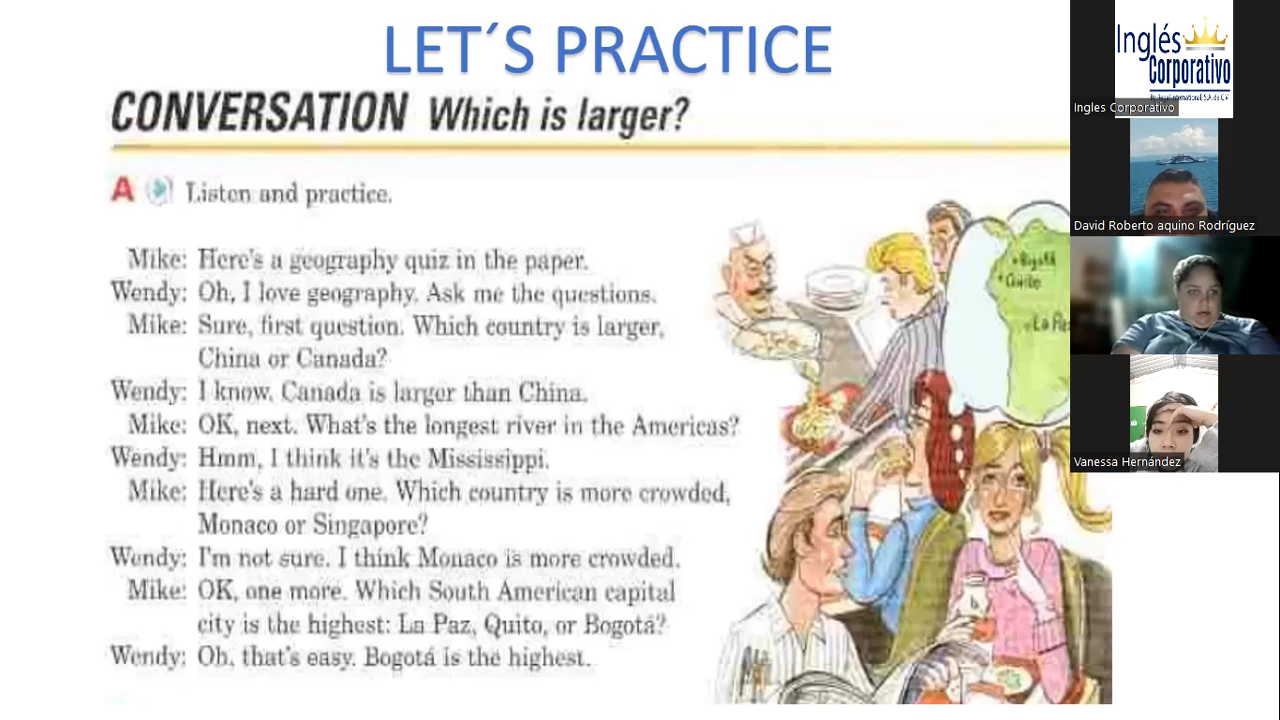 LET´S PRACTICE
CONVERSATION Which is larger?
A Listen and practice.
Mike: Here's a geography quiz in the paper.
Wendy: Oh, I love geography. Ask me the questions.
Mike: Sure, first question. Which country is larger,
China or Canada?
Wendy: I know. Canada is larger than China.
Mike: OK, next. What's the longest river in the Americas?
Wendy: Hmm, I think it's the Mississippi.
Mike: Here's a hard one. Which country is more crowded,
Monaco or Singapore?
Wendy: I'm not sure. I think Monaco is more crowded.
Mike: OK, one more. Which South American capital
city is the highest: La Paz, Quito, or Bogotá?
Wendy: Oh, that's easy. Bogotá is the highest.
Bogotá
Quito
La Paz
Inglés
Corporativo
Ingles Corporativo
David Roberto aquino Rodríguez
Vanessa Hernández